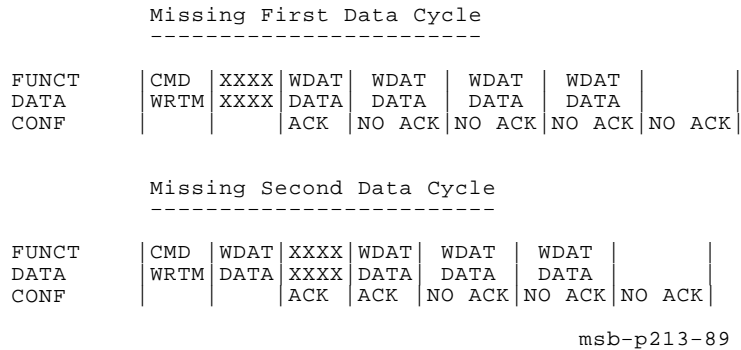 Missing First Data Cycle
------------------------
FUNCT |CMD |XXXX|WDAT| WDAT | WDAT | WDAT | |
DATA |WRTM|XXXX|DATA| DATA | DATA | DATA | |
CONF | | |ACK |NO ACK|NO ACK|NO ACK|NO ACK|
Missing Second Data Cycle
-------------------------
FUNCT |CMD |WDAT|XXXX|WDAT| WDAT | WDAT | |
DATA |WRTM|DATA|XXXX|DATA| DATA | DATA | |
CONF | | |ACK |ACK |NO ACK|NO ACK|NO ACK|
msb-p213-89